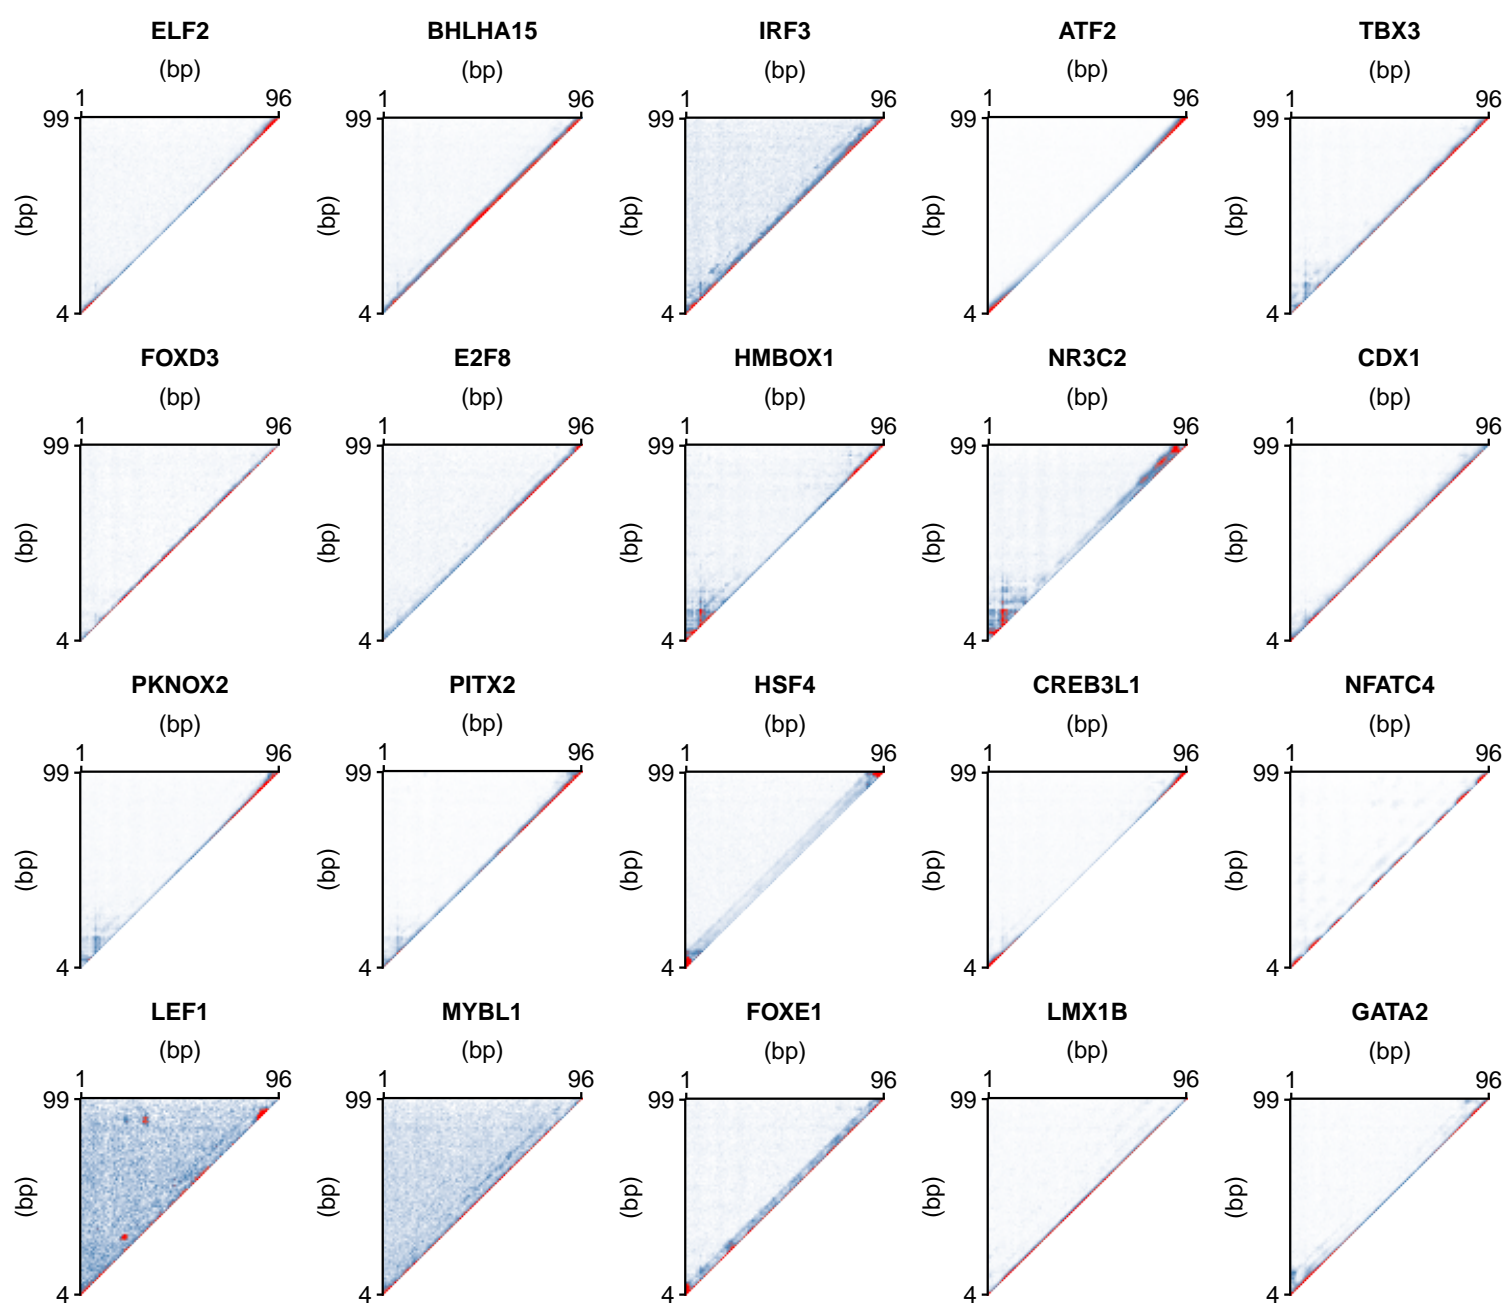 ELF2 BHLHA15 IRF3 ATF2 TBX3
(bp) (bp) (bp) (bp) (bp)
1 96 1 96 1 96 1 96 1 96
99 99 99 99 99
(bp) (bp) (bp) (bp) (bp)
4 4 4 4 4
FOXD3 E2F8 HMBOX1 NR3C2 CDX1
(bp) (bp) (bp) (bp) (bp)
1 96 1 96 1 96 1 96 1 96
99 99 99 99 99
(bp) (bp) (bp) (bp) (bp)
4 4 4 4 4
PKNOX2 PITX2 HSF4 CREB3L1 NFATC4
(bp) (bp) (bp) (bp) (bp)
1 96 1 96 1 96 1 96 1 96
99 99 99 99 99
(bp) (bp) (bp) (bp) (bp)
4 4 4 4 4
LEF1 MYBL1 FOXE1 LMX1B GATA2
(bp) (bp) (bp) (bp) (bp)
1 96 1 96 1 96 1 96 1 96
99 99 99 99 99
(bp) (bp) (bp) (bp) (bp)
4 4 4 4 4